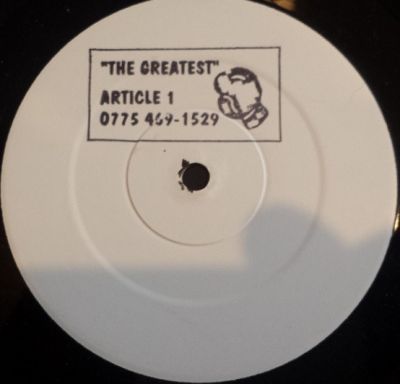 "THE GREATEST"
ARTICLE 1
0775 469-1529